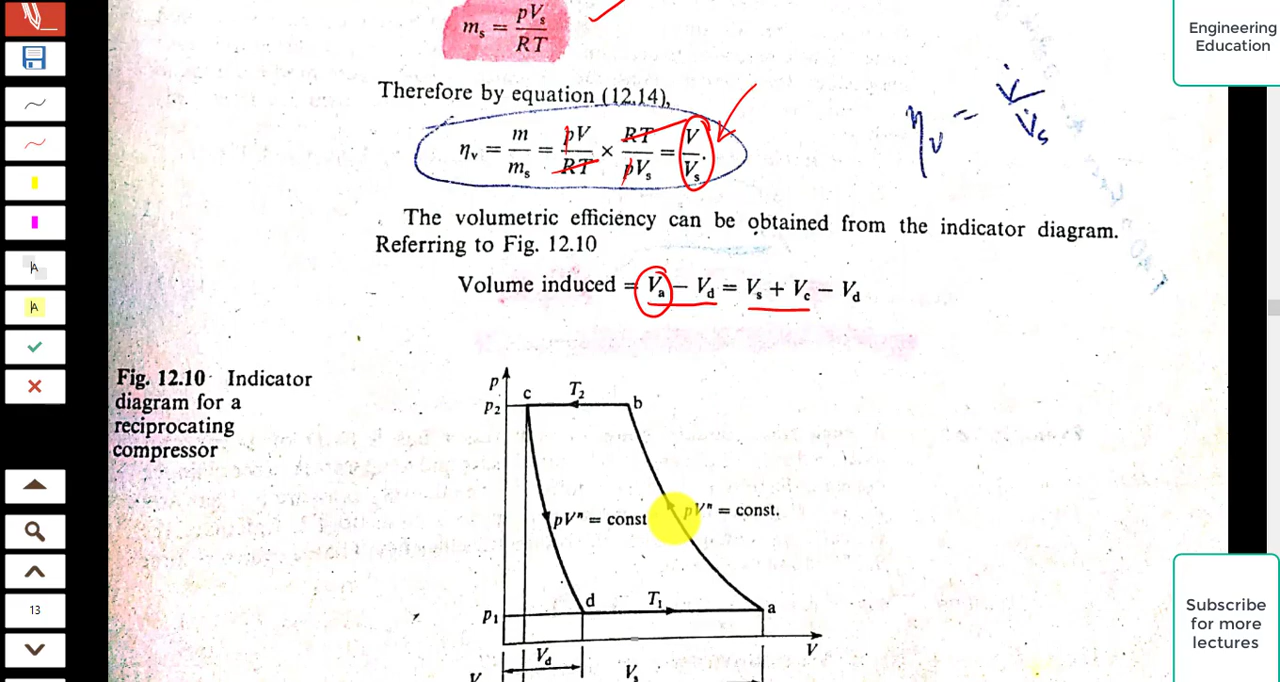 m_s = pV_s / RT
Engineering
Education
Therefore by equation (12.14),
η_v = m / m_s = pV / RT × RT / pV_s = V / V_s.
η_v = V̇ / V̇_s
The volumetric efficiency can be obtained from the indicator diagram.
Referring to Fig. 12.10
Volume induced = V_a − V_d = V_s + V_c − V_d
Fig. 12.10 Indicator
diagram for a
reciprocating
compressor
p
p_2
c
T_2
b
pVⁿ = const
pVⁿ = const.
d
T_1
a
p_1
V
V_d
V
V_s
A
A
13
Subscribe
for more
lectures